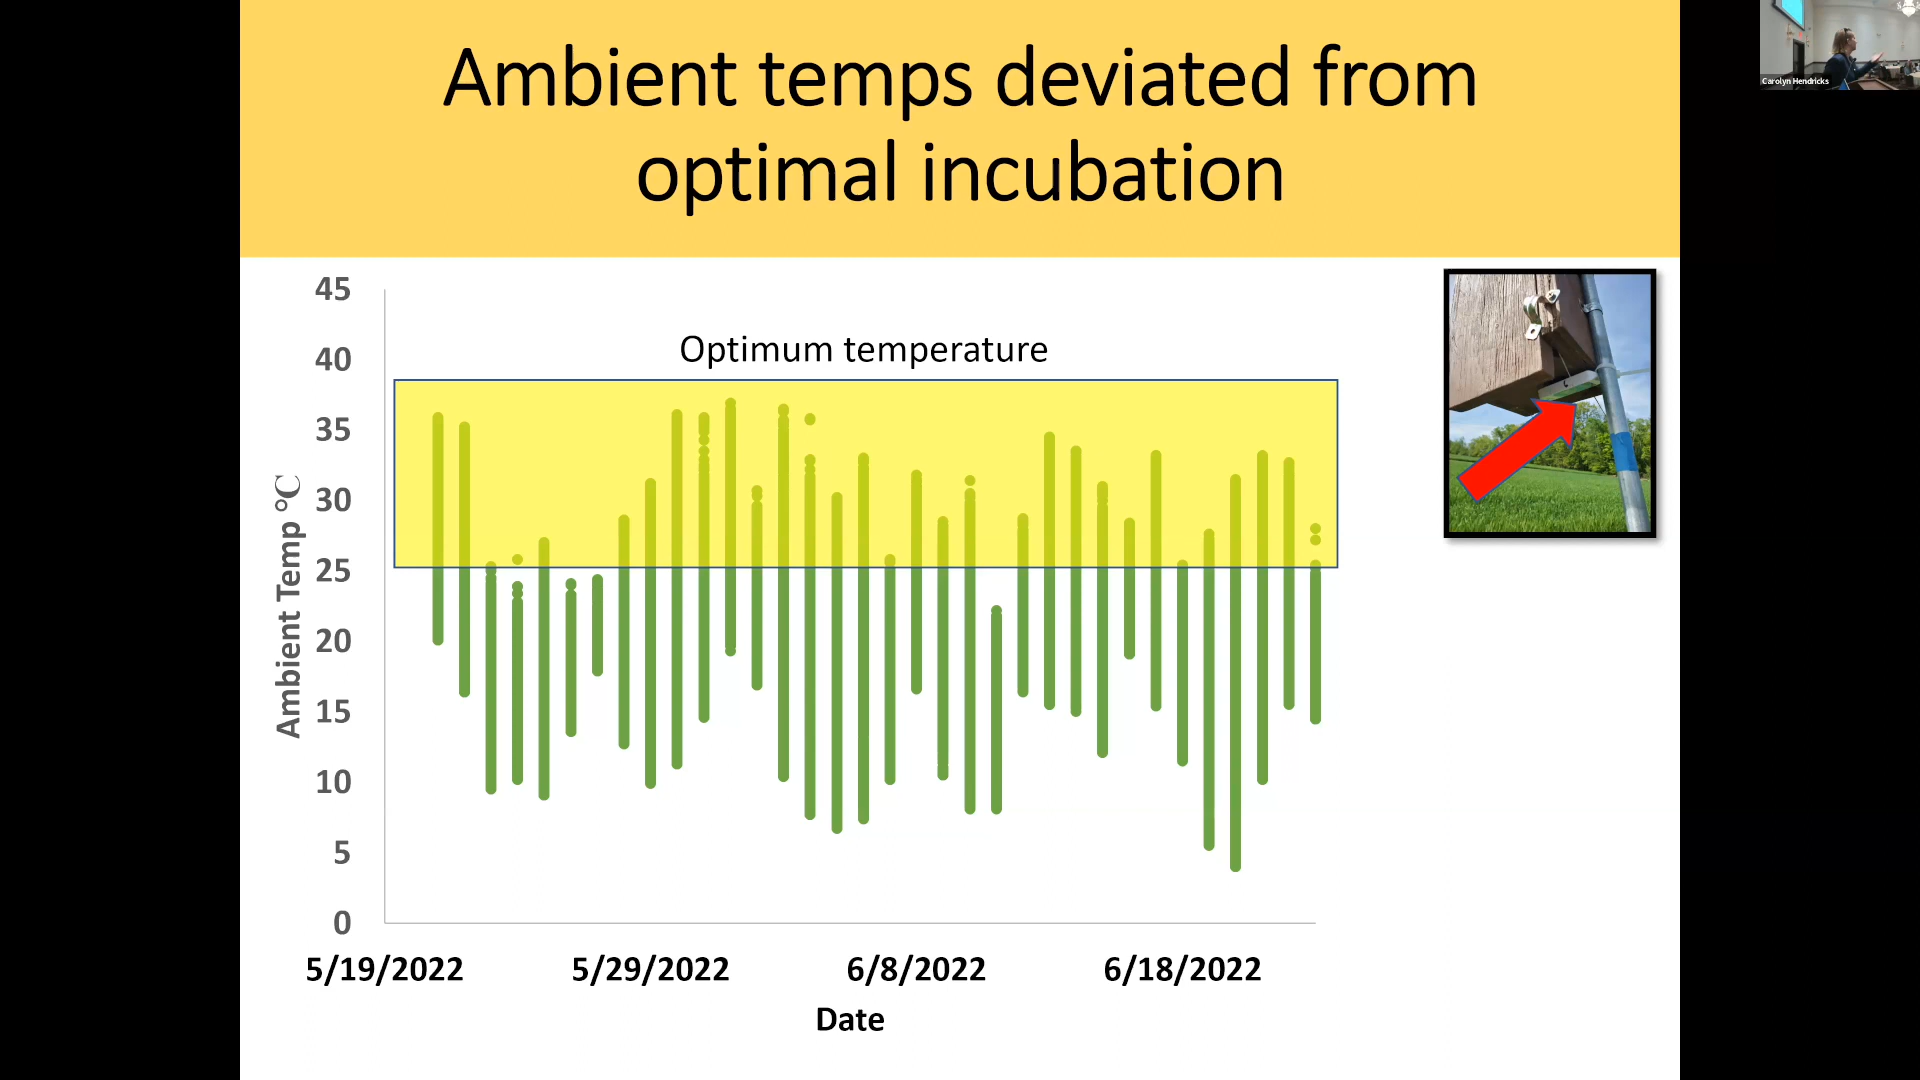 Ambient temps deviated from
optimal incubation
Carolyn Hendricks
Optimum temperature
45
40
35
30
25
20
15
10
5
0
Ambient Temp °C
5/19/2022
5/29/2022
6/8/2022
6/18/2022
Date